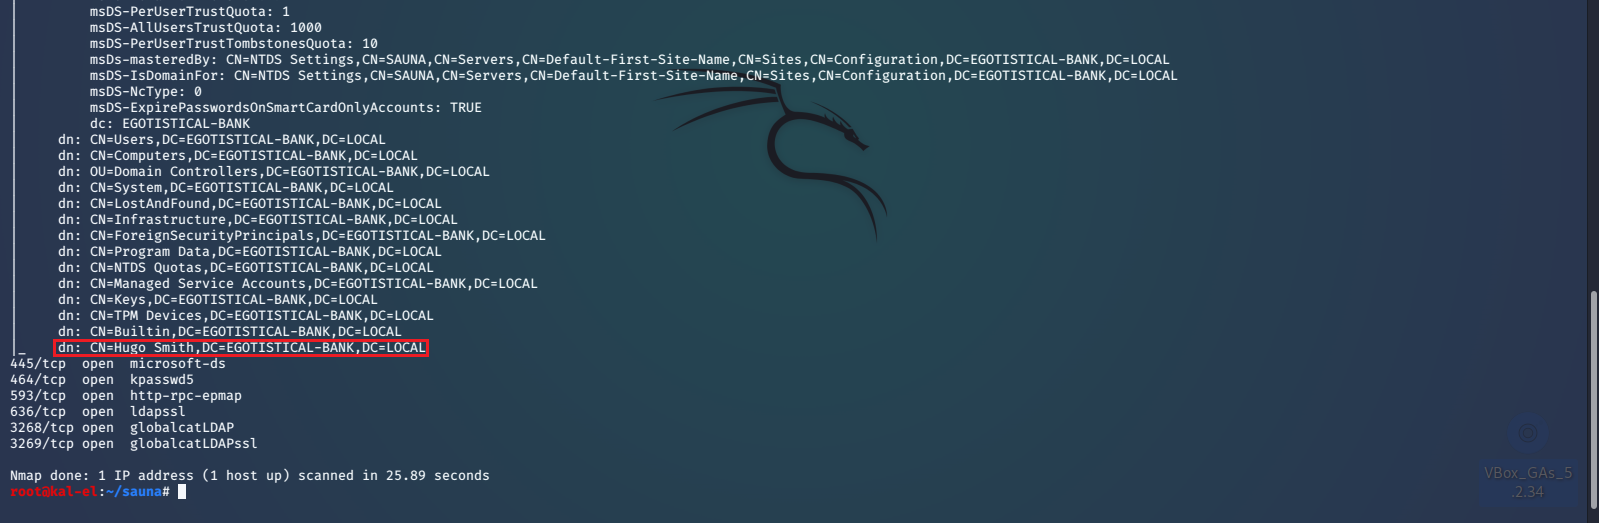 msDS-PerUserTrustQuota: 1
msDS-AllUsersTrustQuota: 1000
msDS-PerUserTrustTombstonesQuota: 10
msDs-masteredBy: CN=NTDS Settings,CN=SAUNA,CN=Servers,CN=Default-First-Site-Name,CN=Sites,CN=Configuration,DC=EGOTISTICAL-BANK,DC=LOCAL
msDS-IsDomainFor: CN=NTDS Settings,CN=SAUNA,CN=Servers,CN=Default-First-Site-Name,CN=Sites,CN=Configuration,DC=EGOTISTICAL-BANK,DC=LOCAL
msDS-NcType: 0
msDS-ExpirePasswordsOnSmartCardOnlyAccounts: TRUE
dc: EGOTISTICAL-BANK
dn: CN=Users,DC=EGOTISTICAL-BANK,DC=LOCAL
dn: CN=Computers,DC=EGOTISTICAL-BANK,DC=LOCAL
dn: OU=Domain Controllers,DC=EGOTISTICAL-BANK,DC=LOCAL
dn: CN=System,DC=EGOTISTICAL-BANK,DC=LOCAL
dn: CN=LostAndFound,DC=EGOTISTICAL-BANK,DC=LOCAL
dn: CN=Infrastructure,DC=EGOTISTICAL-BANK,DC=LOCAL
dn: CN=ForeignSecurityPrincipals,DC=EGOTISTICAL-BANK,DC=LOCAL
dn: CN=Program Data,DC=EGOTISTICAL-BANK,DC=LOCAL
dn: CN=NTDS Quotas,DC=EGOTISTICAL-BANK,DC=LOCAL
dn: CN=Managed Service Accounts,DC=EGOTISTICAL-BANK,DC=LOCAL
dn: CN=Keys,DC=EGOTISTICAL-BANK,DC=LOCAL
dn: CN=TPM Devices,DC=EGOTISTICAL-BANK,DC=LOCAL
dn: CN=Builtin,DC=EGOTISTICAL-BANK,DC=LOCAL
|_    dn: CN=Hugo Smith,DC=EGOTISTICAL-BANK,DC=LOCAL
445/tcp  open  microsoft-ds
464/tcp  open  kpasswd5
593/tcp  open  http-rpc-epmap
636/tcp  open  ldapssl
3268/tcp open  globalcatLDAP
3269/tcp open  globalcatLDAPssl
Nmap done: 1 IP address (1 host up) scanned in 25.89 seconds
root@kal-el:~/sauna#
VBox_GAs_5
.2.34